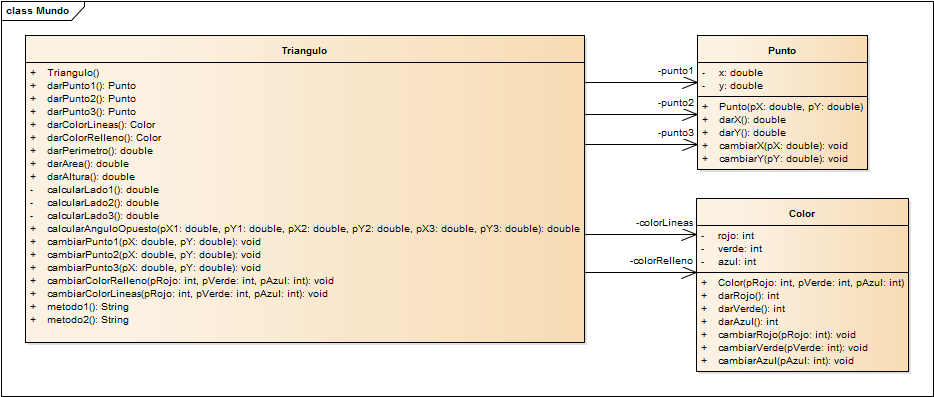 class Mundo
Triangulo
+ Triangulo()
+ darPunto1(): Punto
+ darPunto2(): Punto
+ darPunto3(): Punto
+ darColorLineas(): Color
+ darColorRelleno(): Color
+ darPerimetro(): double
+ darArea(): double
+ darAltura(): double
- calcularLado1(): double
- calcularLado2(): double
- calcularLado3(): double
+ calcularAnguloOpuesto(pX1: double, pY1: double, pX2: double, pY2: double, pX3: double, pY3: double): double
+ cambiarPunto1(pX: double, pY: double): void
+ cambiarPunto2(pX: double, pY: double): void
+ cambiarPunto3(pX: double, pY: double): void
+ cambiarColorRelleno(pRojo: int, pVerde: int, pAzul: int): void
+ cambiarColorLineas(pRojo: int, pVerde: int, pAzul: int): void
+ metodo1(): String
+ metodo2(): String
-punto1
-punto2
-punto3
-colorLineas
-colorRelleno
Punto
- x: double
- y: double
+ Punto(pX: double, pY: double)
+ darX(): double
+ darY(): double
+ cambiarX(pX: double): void
+ cambiarY(pY: double): void
Color
- rojo: int
- verde: int
- azul: int
+ Color(pRojo: int, pVerde: int, pAzul: int)
+ darRojo(): int
+ darVerde(): int
+ darAzul(): int
+ cambiarRojo(pRojo: int): void
+ cambiarVerde(pVerde: int): void
+ cambiarAzul(pAzul: int): void